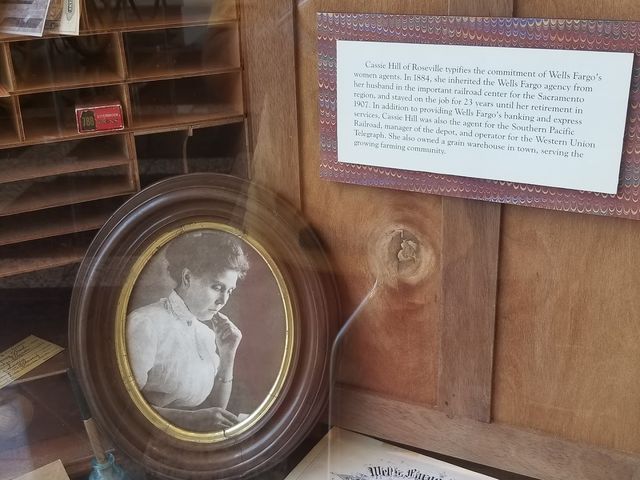 Cassie Hill of Roseville typifies the commitment of Wells Fargo's
women agents. In 1884, she inherited the Wells Fargo agency from
her husband in the important railroad center for the Sacramento
region, and stayed on the job for 23 years until her retirement in
1907. In addition to providing Wells Fargo's banking and express
services, Cassie Hill was also the agent for the Southern Pacific
Railroad, manager of the depot, and operator for the Western Union
Telegraph. She also owned a grain warehouse in town, serving the
growing farming community.
Wells Fargo